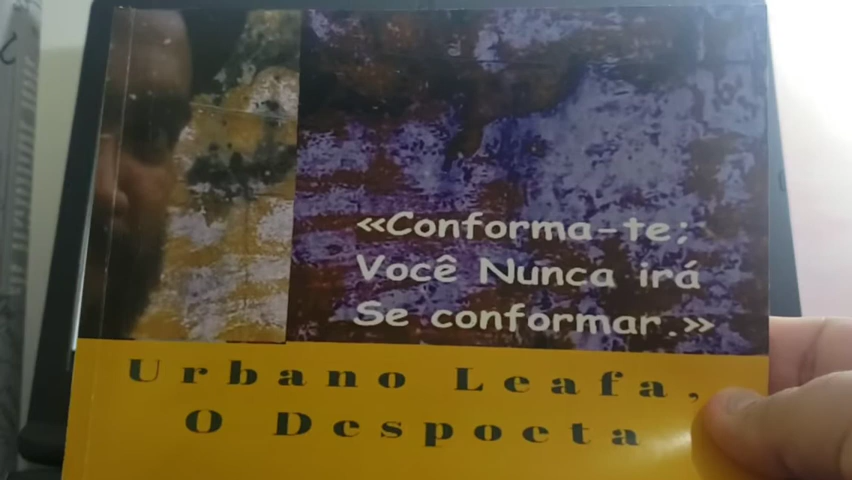 «Conforma-te;
Você Nunca irá
Se conformar.»
Urbano Leafa,
O Despoeta